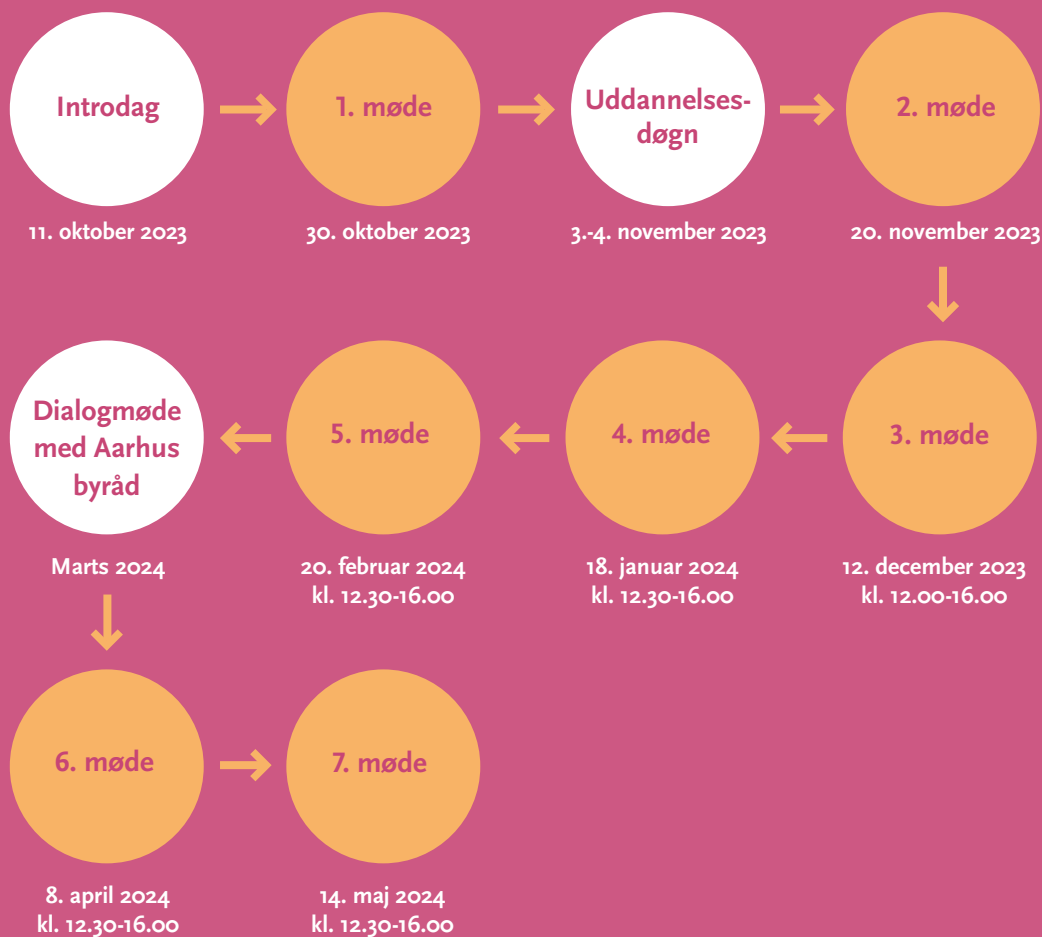 Introdag
11. oktober 2023
1. møde
30. oktober 2023
Uddannelses-
døgn
3.-4. november 2023
2. møde
20. november 2023
3. møde
12. december 2023
kl. 12.00-16.00
4. møde
18. januar 2024
kl. 12.30-16.00
5. møde
20. februar 2024
kl. 12.30-16.00
Dialogmøde
med Aarhus
byråd
Marts 2024
6. møde
8. april 2024
kl. 12.30-16.00
7. møde
14. maj 2024
kl. 12.30-16.00